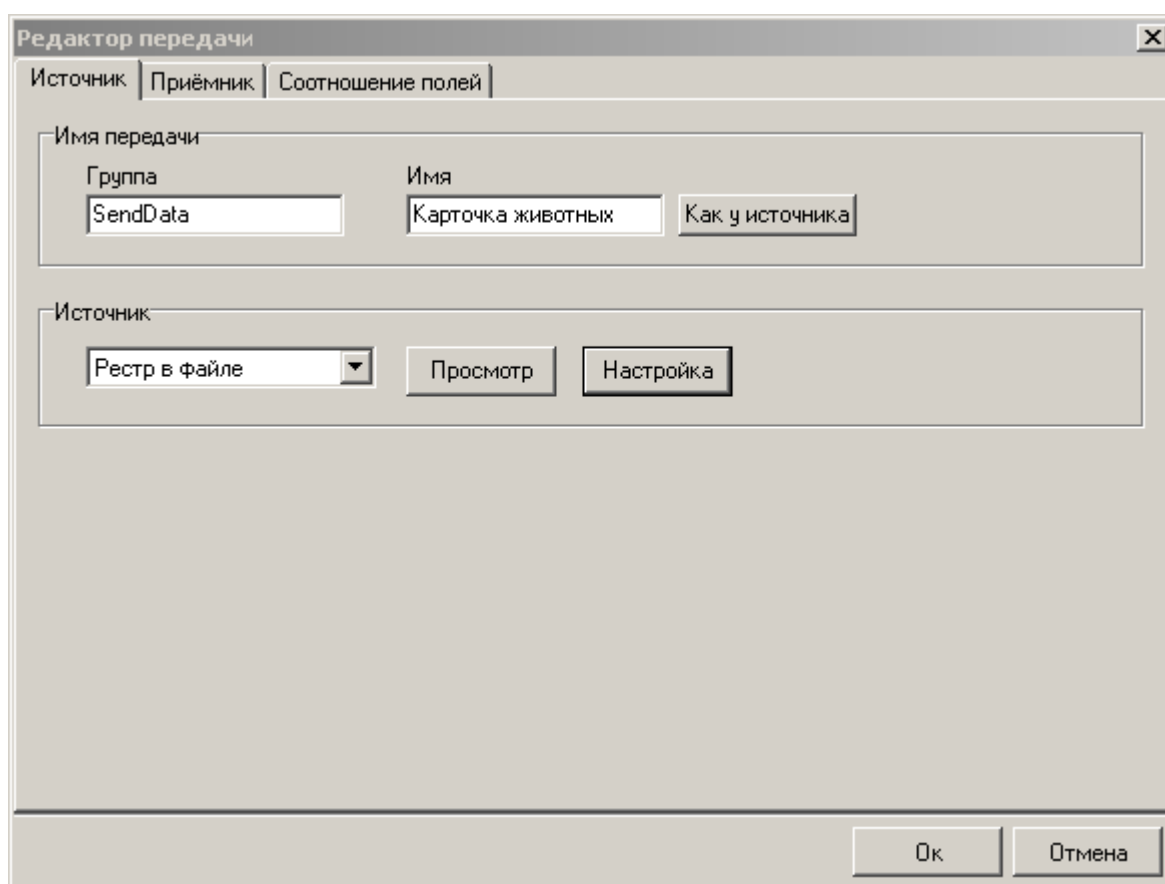 Редактор передачи
Источник Приёмник Соотношение полей
Имя передачи
Группа Имя
SendData Карточка животных Как у источника
Источник
Рестр в файле Просмотр Настройка
Ок Отмена